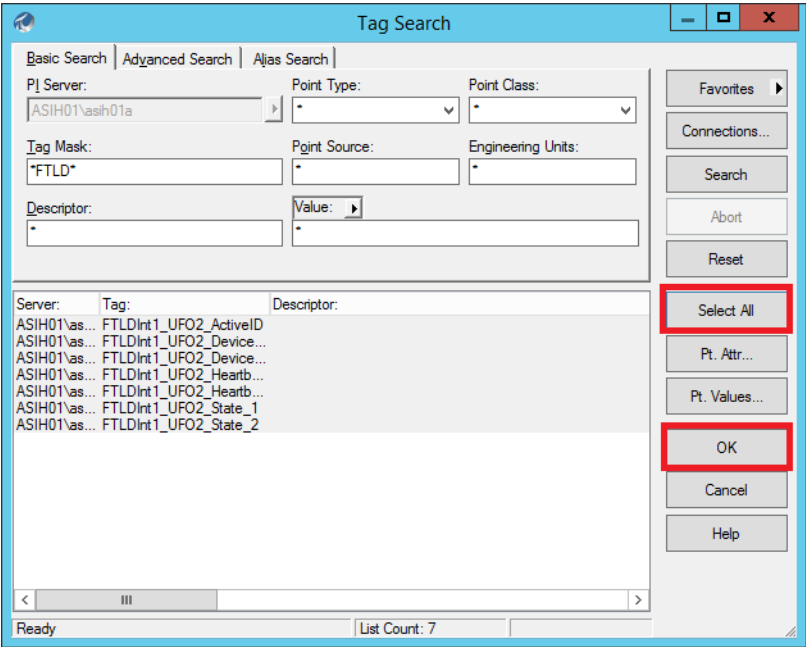 Tag Search
Basic Search Advanced Search Alias Search
PI Server: Point Type: Point Class:
ASIH01\asih01a * *
Tag Mask: Point Source: Engineering Units:
*FTLD* * *
Descriptor: Value:
* *
Favorites
Connections...
Search
Abort
Reset
Select All
Pt. Attr...
Pt. Values...
OK
Cancel
Help
Server: Tag: Descriptor:
ASIH01\as... FTLDInt1_UFO2_ActiveID
ASIH01\as... FTLDInt1_UFO2_Device...
ASIH01\as... FTLDInt1_UFO2_Device...
ASIH01\as... FTLDInt1_UFO2_Heartb...
ASIH01\as... FTLDInt1_UFO2_Heartb...
ASIH01\as... FTLDInt1_UFO2_State_1
ASIH01\as... FTLDInt1_UFO2_State_2
Ready List Count: 7